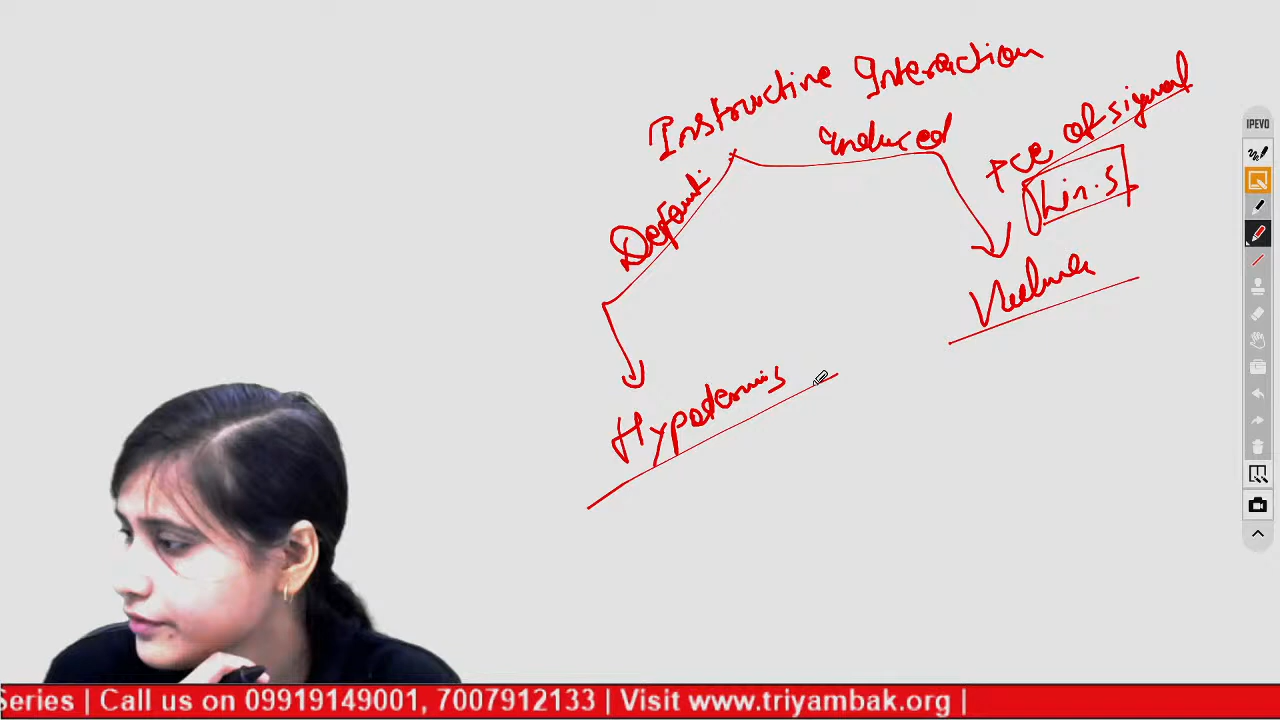 Instructive Interaction
Induced
+ce of signal
Lin.S
Default
Vulva
Hypodermis
IPEVO
Series | Call us on 09919149001, 7007912133 | Visit www.triyambak.org |